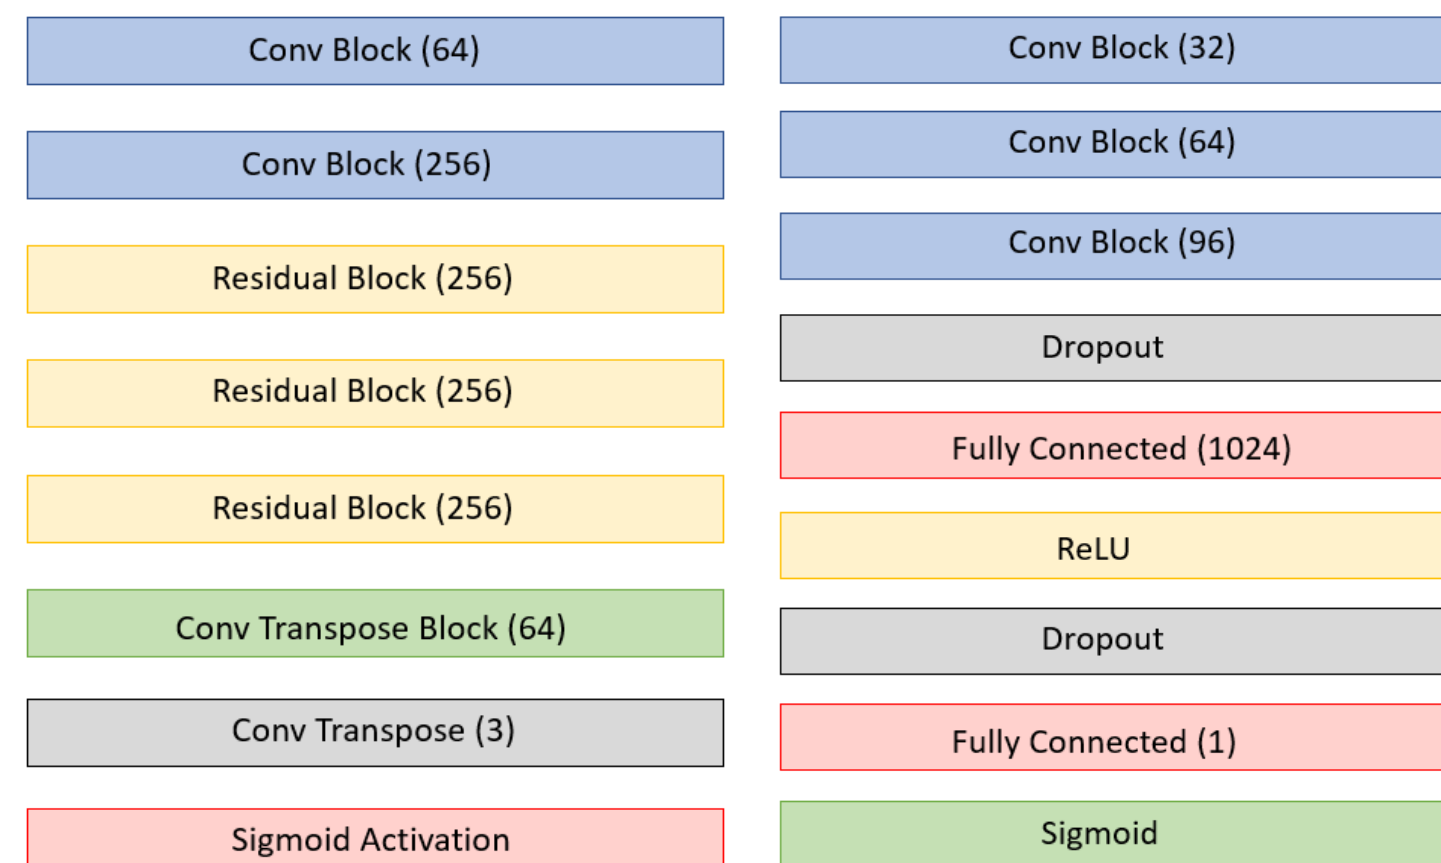 Conv Block (64)
Conv Block (256)
Residual Block (256)
Residual Block (256)
Residual Block (256)
Conv Transpose Block (64)
Conv Transpose (3)
Sigmoid Activation
Conv Block (32)
Conv Block (64)
Conv Block (96)
Dropout
Fully Connected (1024)
ReLU
Dropout
Fully Connected (1)
Sigmoid